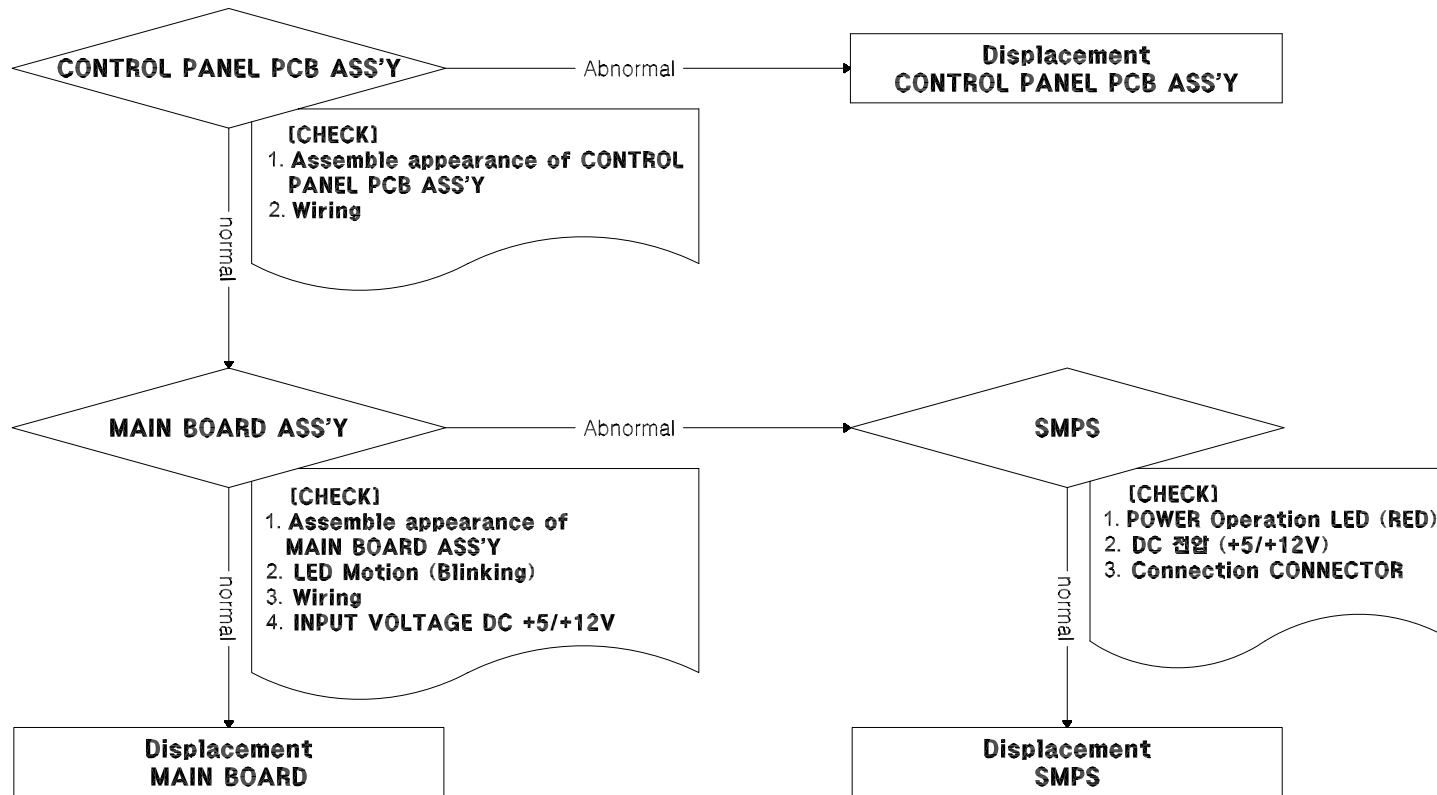 CONTROL PANEL PCB ASS'Y
Abnormal
Displacement
CONTROL PANEL PCB ASS'Y
[CHECK]
1. Assemble appearance of CONTROL
PANEL PCB ASS'Y
2. Wiring
normal
MAIN BOARD ASS'Y
Abnormal
SMPS
[CHECK]
1. Assemble appearance of
MAIN BOARD ASS'Y
2. LED Motion (Blinking)
3. Wiring
4. INPUT VOLTAGE DC +5/+12V
normal
[CHECK]
1. POWER Operation LED (RED)
2. DC 전압 (+5/+12V)
3. Connection CONNECTOR
normal
Displacement
MAIN BOARD
Displacement
SMPS